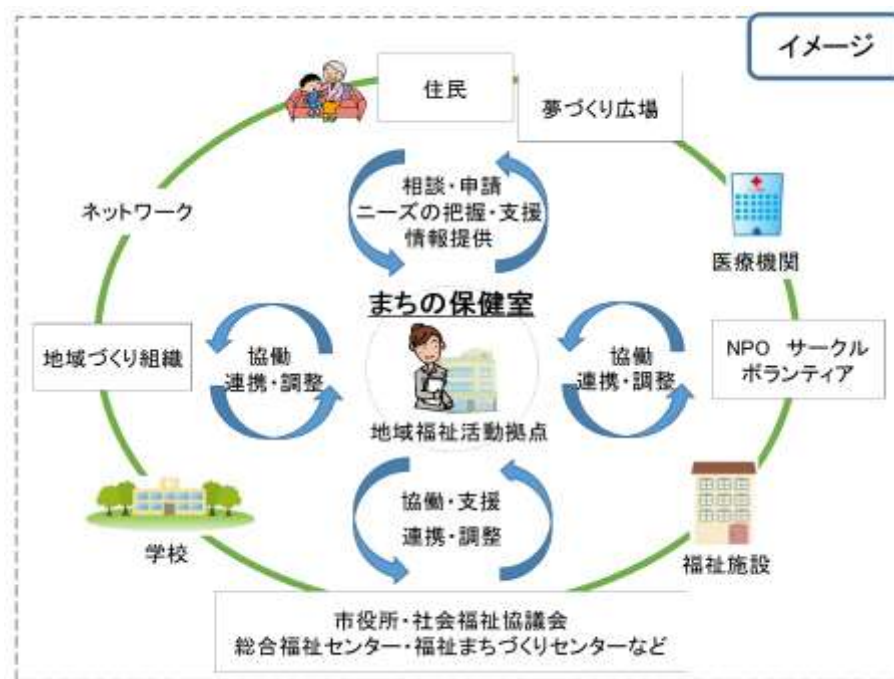 イメージ
住民
夢づくり広場
相談・申請
ニーズの把握・支援
情報提供
ネットワーク
医療機関
まちの保健室
地域づくり組織
協働
連携・調整
協働
連携・調整
NPO　サークル
ボランティア
地域福祉活動拠点
協働・支援
連携・調整
学校
福祉施設
市役所・社会福祉協議会
総合福祉センター・福祉まちづくりセンターなど